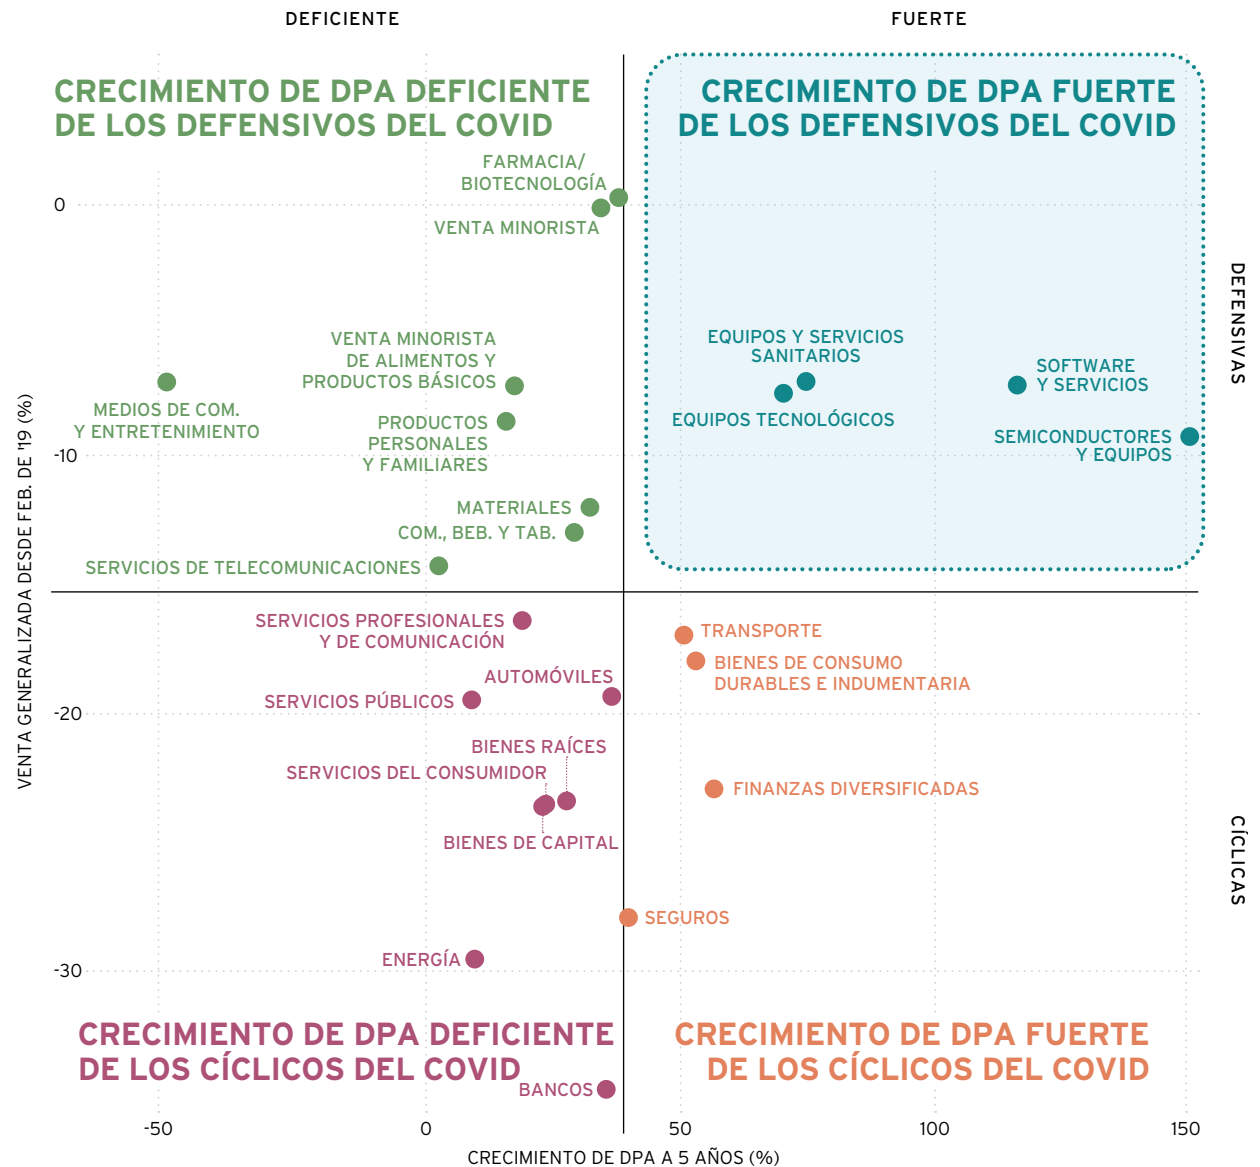 DEFICIENTE
FUERTE
CRECIMIENTO DE DPA DEFICIENTE
DE LOS DEFENSIVOS DEL COVID
CRECIMIENTO DE DPA FUERTE
DE LOS DEFENSIVOS DEL COVID
FARMACIA/
BIOTECNOLOGÍA
VENTA MINORISTA
VENTA MINORISTA
DE ALIMENTOS Y
PRODUCTOS BÁSICOS
MEDIOS DE COM.
Y ENTRETENIMIENTO
PRODUCTOS
PERSONALES
Y FAMILIARES
MATERIALES
COM., BEB. Y TAB.
SERVICIOS DE TELECOMUNICACIONES
EQUIPOS Y SERVICIOS
SANITARIOS
EQUIPOS TECNOLÓGICOS
SOFTWARE
Y SERVICIOS
SEMICONDUCTORES
Y EQUIPOS
DEFENSIVAS
SERVICIOS PROFESIONALES
Y DE COMUNICACIÓN
AUTOMÓVILES
SERVICIOS PÚBLICOS
BIENES RAÍCES
SERVICIOS DEL CONSUMIDOR
BIENES DE CAPITAL
ENERGÍA
TRANSPORTE
BIENES DE CONSUMO
DURABLES E INDUMENTARIA
FINANZAS DIVERSIFICADAS
SEGUROS
CÍCLICAS
CRECIMIENTO DE DPA DEFICIENTE
DE LOS CÍCLICOS DEL COVID
BANCOS
CRECIMIENTO DE DPA FUERTE
DE LOS CÍCLICOS DEL COVID
0
-10
-20
-30
VENTA GENERALIZADA DESDE FEB. DE '19 (%)
-50
0
50
100
150
CRECIMIENTO DE DPA A 5 AÑOS (%)